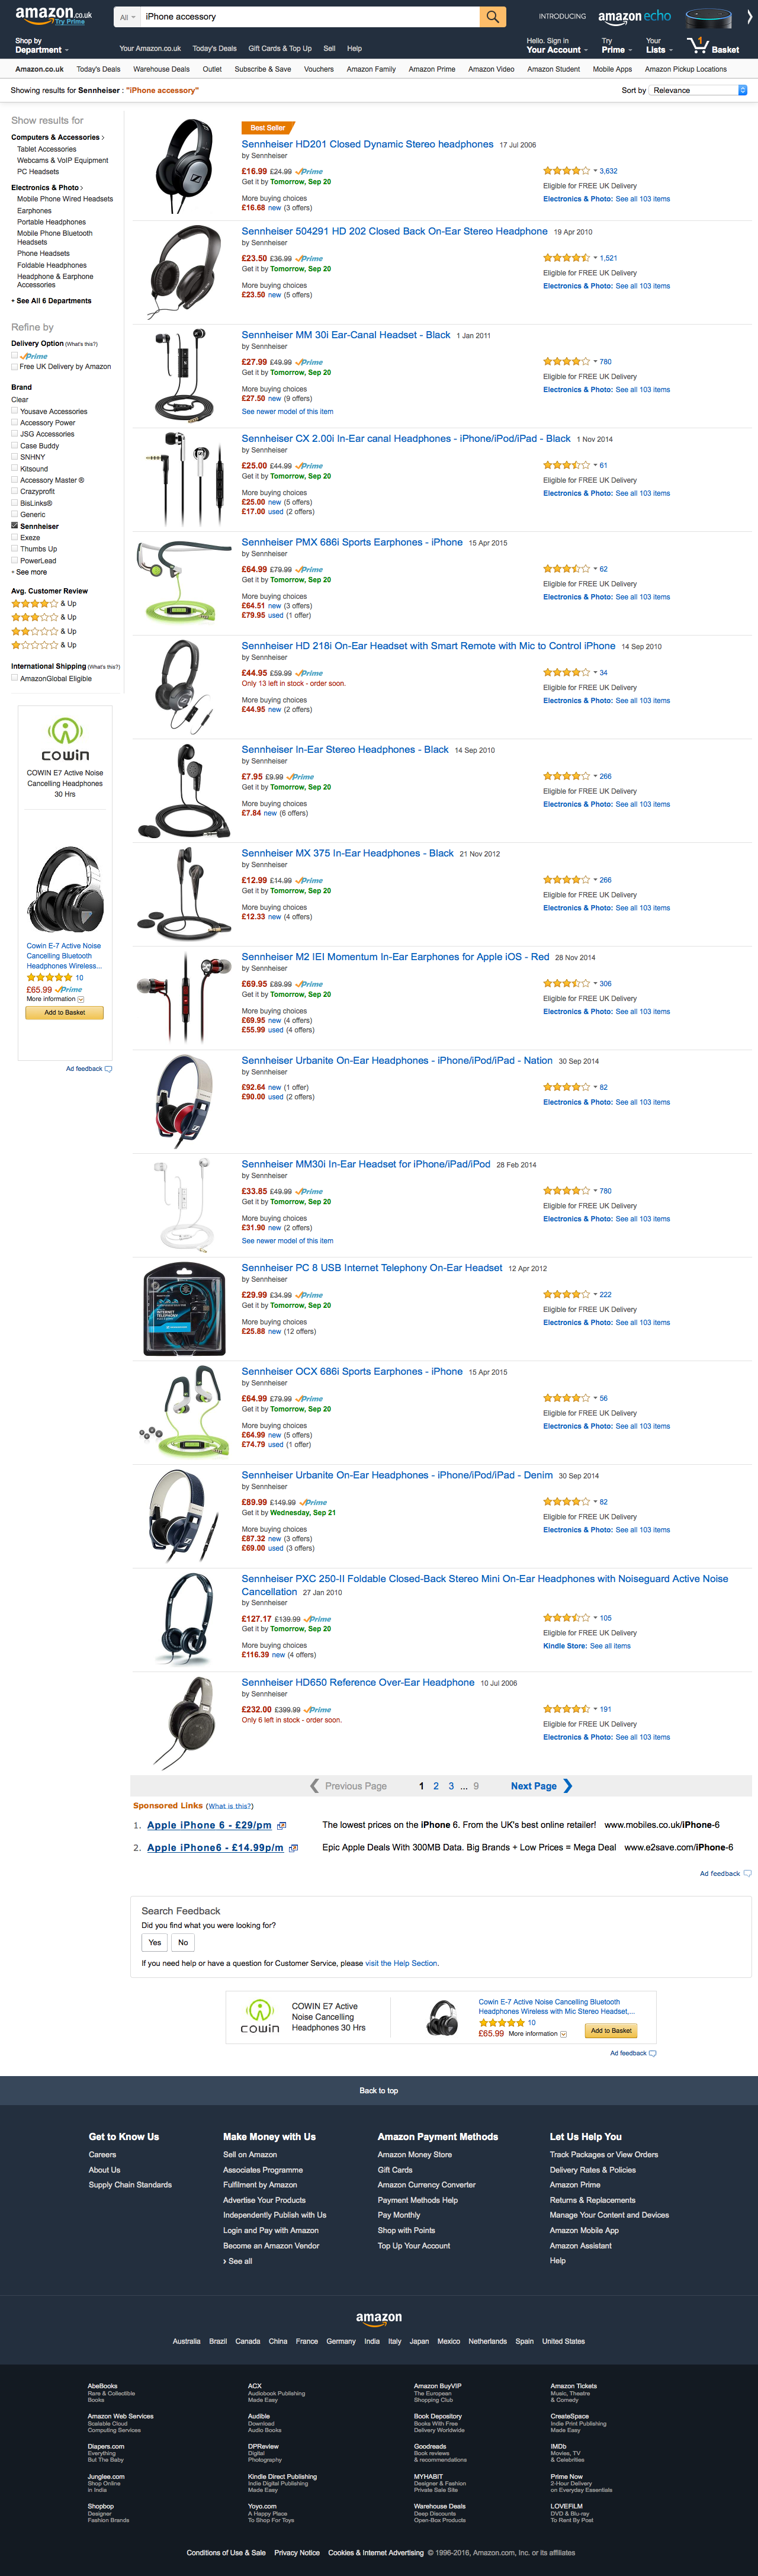 amazon.co.uk
Try Prime
All
iPhone accessory
INTRODUCING amazon echo
Shop by
Department
Your Amazon.co.uk Today's Deals Gift Cards & Top Up Sell Help
Hello. Sign in
Your Account
Try
Prime
Your
Lists
1
Basket
Amazon.co.uk Today's Deals Warehouse Deals Outlet Subscribe & Save Vouchers Amazon Family Amazon Prime Amazon Video Amazon Student Mobile Apps Amazon Pickup Locations
Showing results for Sennheiser : "iPhone accessory"
Sort by Relevance
Show results for
Computers & Accessories ›
Tablet Accessories
Webcams & VoIP Equipment
PC Headsets
Electronics & Photo ›
Mobile Phone Wired Headsets
Earphones
Portable Headphones
Mobile Phone Bluetooth
Headsets
Phone Headsets
Foldable Headphones
Headphone & Earphone
Accessories
+ See All 6 Departments
Refine by
Delivery Option (What's this?)
Prime
Free UK Delivery by Amazon
Brand
Clear
Yousave Accessories
Accessory Power
JSG Accessories
Case Buddy
SNHNY
Kitsound
Accessory Master ®
Crazyprofit
BisLinks®
Generic
Sennheiser
Exeze
Thumbs Up
PowerLead
+ See more
Avg. Customer Review
& Up
& Up
& Up
& Up
International Shipping (What's this?)
AmazonGlobal Eligible
cowin
COWIN E7 Active Noise
Cancelling Headphones
30 Hrs
Cowin E-7 Active Noise
Cancelling Bluetooth
Headphones Wireless...
10
£65.99 Prime
More information
Add to Basket
Ad feedback
Best Seller
Sennheiser HD201 Closed Dynamic Stereo headphones 17 Jul 2006
by Sennheiser
£16.99 £24.99 Prime
Get it by Tomorrow, Sep 20
More buying choices
£16.68 new (3 offers)
3,632
Eligible for FREE UK Delivery
Electronics & Photo: See all 103 items
Sennheiser 504291 HD 202 Closed Back On-Ear Stereo Headphone 19 Apr 2010
by Sennheiser
£23.50 £36.99 Prime
Get it by Tomorrow, Sep 20
More buying choices
£23.50 new (5 offers)
1,521
Eligible for FREE UK Delivery
Electronics & Photo: See all 103 items
Sennheiser MM 30i Ear-Canal Headset - Black 1 Jan 2011
by Sennheiser
£27.99 £49.99 Prime
Get it by Tomorrow, Sep 20
More buying choices
£27.50 new (9 offers)
See newer model of this item
780
Eligible for FREE UK Delivery
Electronics & Photo: See all 103 items
Sennheiser CX 2.00i In-Ear canal Headphones - iPhone/iPod/iPad - Black 1 Nov 2014
by Sennheiser
£25.00 £44.99 Prime
Get it by Tomorrow, Sep 20
More buying choices
£25.00 new (5 offers)
£17.00 used (2 offers)
61
Eligible for FREE UK Delivery
Electronics & Photo: See all 103 items
Sennheiser PMX 686i Sports Earphones - iPhone 15 Apr 2015
by Sennheiser
£64.99 £79.99 Prime
Get it by Tomorrow, Sep 20
More buying choices
£64.51 new (3 offers)
£79.95 used (1 offer)
62
Eligible for FREE UK Delivery
Electronics & Photo: See all 103 items
Sennheiser HD 218i On-Ear Headset with Smart Remote with Mic to Control iPhone 14 Sep 2010
by Sennheiser
£44.95 £59.99 Prime
Only 13 left in stock - order soon.
More buying choices
£44.95 new (2 offers)
34
Eligible for FREE UK Delivery
Electronics & Photo: See all 103 items
Sennheiser In-Ear Stereo Headphones - Black 14 Sep 2010
by Sennheiser
£7.95 £9.99 Prime
Get it by Tomorrow, Sep 20
More buying choices
£7.84 new (6 offers)
266
Eligible for FREE UK Delivery
Electronics & Photo: See all 103 items
Sennheiser MX 375 In-Ear Headphones - Black 21 Nov 2012
by Sennheiser
£12.99 £14.99 Prime
Get it by Tomorrow, Sep 20
More buying choices
£12.33 new (4 offers)
266
Eligible for FREE UK Delivery
Electronics & Photo: See all 103 items
Sennheiser M2 IEI Momentum In-Ear Earphones for Apple iOS - Red 28 Nov 2014
by Sennheiser
£69.95 £89.99 Prime
Get it by Tomorrow, Sep 20
More buying choices
£69.95 new (4 offers)
£55.99 used (4 offers)
306
Eligible for FREE UK Delivery
Electronics & Photo: See all 103 items
Sennheiser Urbanite On-Ear Headphones - iPhone/iPod/iPad - Nation 30 Sep 2014
by Sennheiser
£92.64 new (1 offer)
£90.00 used (2 offers)
82
Electronics & Photo: See all 103 items
Sennheiser MM30i In-Ear Headset for iPhone/iPad/iPod 28 Feb 2014
by Sennheiser
£33.85 £49.99 Prime
Get it by Tomorrow, Sep 20
More buying choices
£31.90 new (2 offers)
See newer model of this item
780
Eligible for FREE UK Delivery
Electronics & Photo: See all 103 items
Sennheiser PC 8 USB Internet Telephony On-Ear Headset 12 Apr 2012
by Sennheiser
£29.99 £34.99 Prime
Get it by Tomorrow, Sep 20
More buying choices
£25.88 new (12 offers)
222
Eligible for FREE UK Delivery
Electronics & Photo: See all 103 items
Sennheiser OCX 686i Sports Earphones - iPhone 15 Apr 2015
by Sennheiser
£64.99 £79.99 Prime
Get it by Tomorrow, Sep 20
More buying choices
£64.99 new (5 offers)
£74.79 used (1 offer)
56
Eligible for FREE UK Delivery
Electronics & Photo: See all 103 items
Sennheiser Urbanite On-Ear Headphones - iPhone/iPod/iPad - Denim 30 Sep 2014
by Sennheiser
£89.99 £149.99 Prime
Get it by Wednesday, Sep 21
More buying choices
£87.32 new (3 offers)
£69.00 used (3 offers)
82
Eligible for FREE UK Delivery
Electronics & Photo: See all 103 items
Sennheiser PXC 250-II Foldable Closed-Back Stereo Mini On-Ear Headphones with Noiseguard Active Noise
Cancellation 27 Jan 2010
by Sennheiser
£127.17 £139.99 Prime
Get it by Tomorrow, Sep 20
More buying choices
£116.39 new (4 offers)
105
Eligible for FREE UK Delivery
Kindle Store: See all items
Sennheiser HD650 Reference Over-Ear Headphone 10 Jul 2006
by Sennheiser
£232.00 £399.99 Prime
Only 6 left in stock - order soon.
191
Eligible for FREE UK Delivery
Electronics & Photo: See all 103 items
Previous Page 1 2 3 ... 9 Next Page
Sponsored Links (What is this?)
1. Apple iPhone 6 - £29/pm The lowest prices on the iPhone 6. From the UK's best online retailer! www.mobiles.co.uk/iPhone-6
2. Apple iPhone6 - £14.99p/m Epic Apple Deals With 300MB Data. Big Brands + Low Prices = Mega Deal www.e2save.com/iPhone-6
Ad feedback
Search Feedback
Did you find what you were looking for?
Yes No
If you need help or have a question for Customer Service, please visit the Help Section.
cowin
COWIN E7 Active
Noise Cancelling
Headphones 30 Hrs
Cowin E-7 Active Noise Cancelling Bluetooth
Headphones Wireless with Mic Stereo Headset,...
10
£65.99 More information
Add to Basket
Ad feedback
Back to top
Get to Know Us
Careers
About Us
Supply Chain Standards
Make Money with Us
Sell on Amazon
Associates Programme
Fulfilment by Amazon
Advertise Your Products
Independently Publish with Us
Login and Pay with Amazon
Become an Amazon Vendor
› See all
Amazon Payment Methods
Amazon Money Store
Gift Cards
Amazon Currency Converter
Payment Methods Help
Pay Monthly
Shop with Points
Top Up Your Account
Let Us Help You
Track Packages or View Orders
Delivery Rates & Policies
Amazon Prime
Returns & Replacements
Manage Your Content and Devices
Amazon Mobile App
Amazon Assistant
Help
amazon
Australia Brazil Canada China France Germany India Italy Japan Mexico Netherlands Spain United States
AbeBooks
Rare & Collectible
Books
ACX
Audiobook Publishing
Made Easy
Amazon BuyVIP
The European
Shopping Club
Amazon Tickets
Music, Theatre
& Comedy
Amazon Web Services
Scalable Cloud
Computing Services
Audible
Download
Audio Books
Book Depository
Books With Free
Delivery Worldwide
CreateSpace
Indie Print Publishing
Made Easy
Diapers.com
Everything
But The Baby
DPReview
Digital
Photography
Goodreads
Book reviews
& recommendations
IMDb
Movies, TV
& Celebrities
Junglee.com
Shop Online
in India
Kindle Direct Publishing
Indie Digital Publishing
Made Easy
MYHABIT
Designer & Fashion
Private Sale Site
Prime Now
2-Hour Delivery
on Everyday Essentials
Shopbop
Designer
Fashion Brands
Yoyo.com
A Happy Place
To Shop For Toys
Warehouse Deals
Deep Discounts
Open-Box Products
LOVEFILM
DVD & Blu-ray
To Rent By Post
Conditions of Use & Sale Privacy Notice Cookies & Internet Advertising © 1996-2016, Amazon.com, Inc. or its affiliates